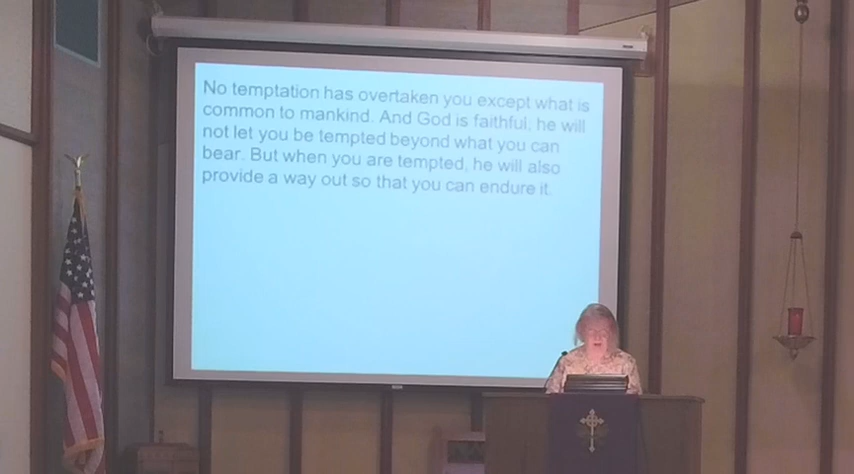 No temptation has overtaken you except what is
common to mankind. And God is faithful; he will
not let you be tempted beyond what you can
bear. But when you are tempted, he will also
provide a way out so that you can endure it.